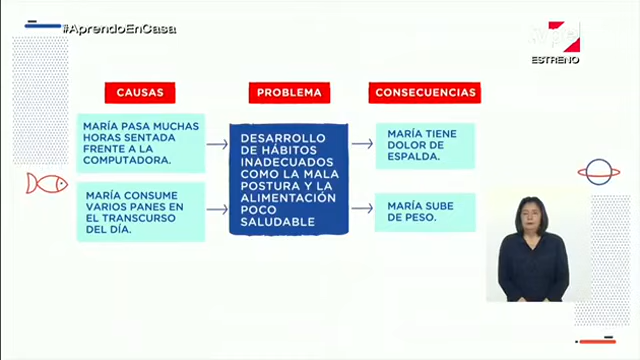 #AprendoEnCasa
ESTRENO
CAUSAS
PROBLEMA
CONSECUENCIAS
MARÍA PASA MUCHAS
HORAS SENTADA
FRENTE A LA
COMPUTADORA.
MARÍA CONSUME
VARIOS PANES EN
EL TRANSCURSO
DEL DÍA.
DESARROLLO
DE HÁBITOS
INADECUADOS
COMO LA MALA
POSTURA Y LA
ALIMENTACIÓN
POCO
SALUDABLE
MARÍA TIENE
DOLOR DE
ESPALDA.
MARÍA SUBE
DE PESO.